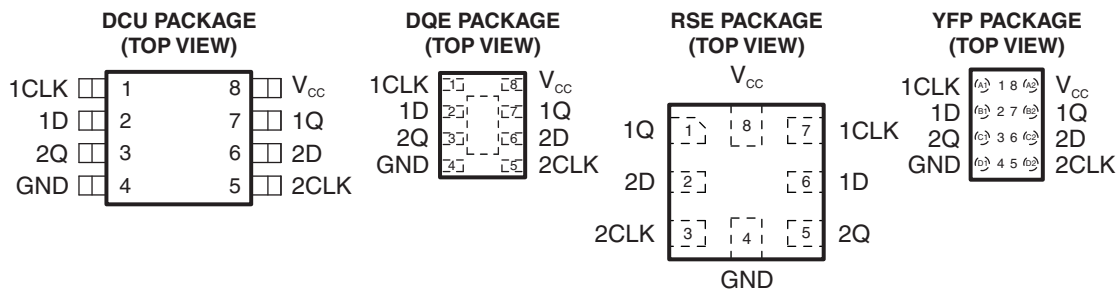 DCU PACKAGE
(TOP VIEW)
1CLK 1 8 VCC
1D 2 7 1Q
2Q 3 6 2D
GND 4 5 2CLK
DQE PACKAGE
(TOP VIEW)
1CLK 1 8 VCC
1D 2 7 1Q
2Q 3 6 2D
GND 4 5 2CLK
RSE PACKAGE
(TOP VIEW)
VCC
1Q 1 8 7 1CLK
2D 2 6 1D
2CLK 3 4 5 2Q
GND
YFP PACKAGE
(TOP VIEW)
1CLK A1 1 8 A2 VCC
1D B1 2 7 B2 1Q
2Q C1 3 6 C2 2D
GND D1 4 5 D2 2CLK